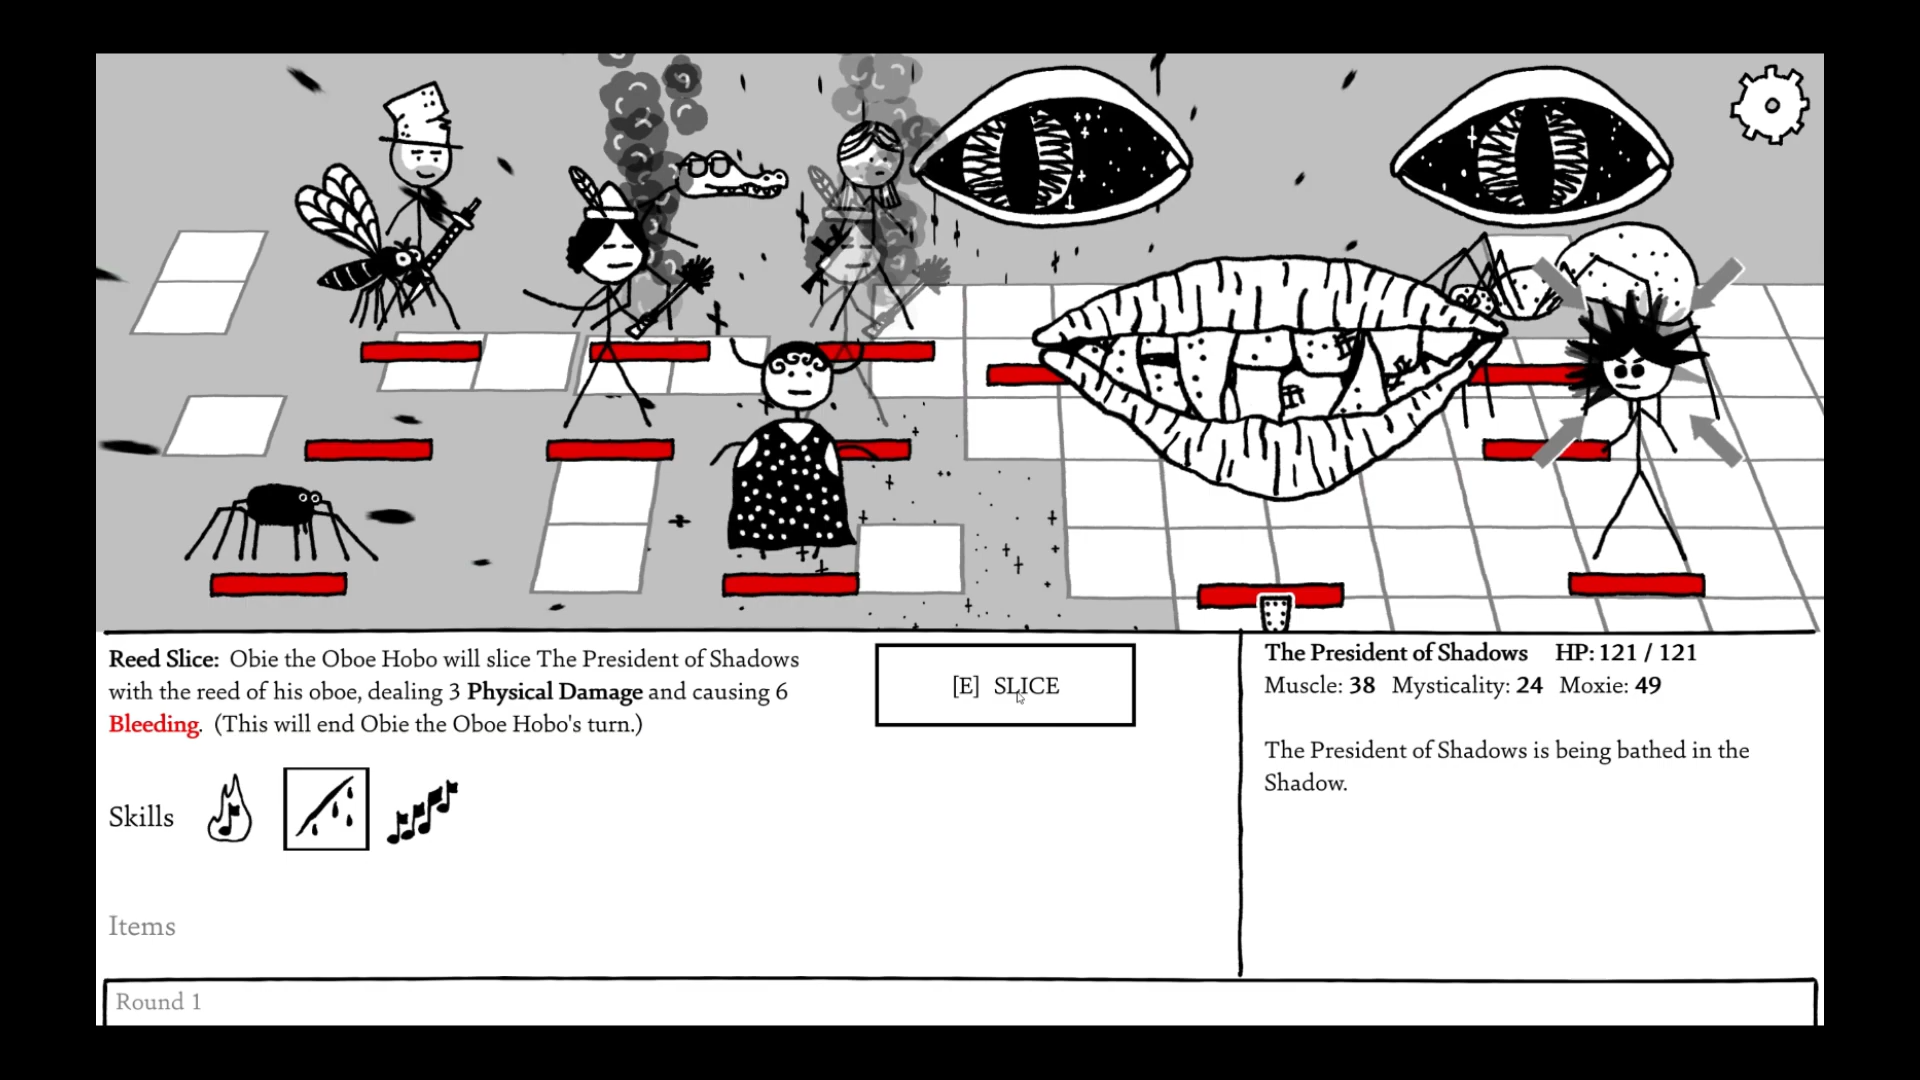 Reed Slice: Obie the Oboe Hobo will slice The President of Shadows
with the reed of his oboe, dealing 3 Physical Damage and causing 6
Bleeding. (This will end Obie the Oboe Hobo's turn.)
[E] SLICE
Skills
Items
The President of Shadows HP: 121 / 121
Muscle: 38 Mysticality: 24 Moxie: 49
The President of Shadows is being bathed in the
Shadow.
Round 1